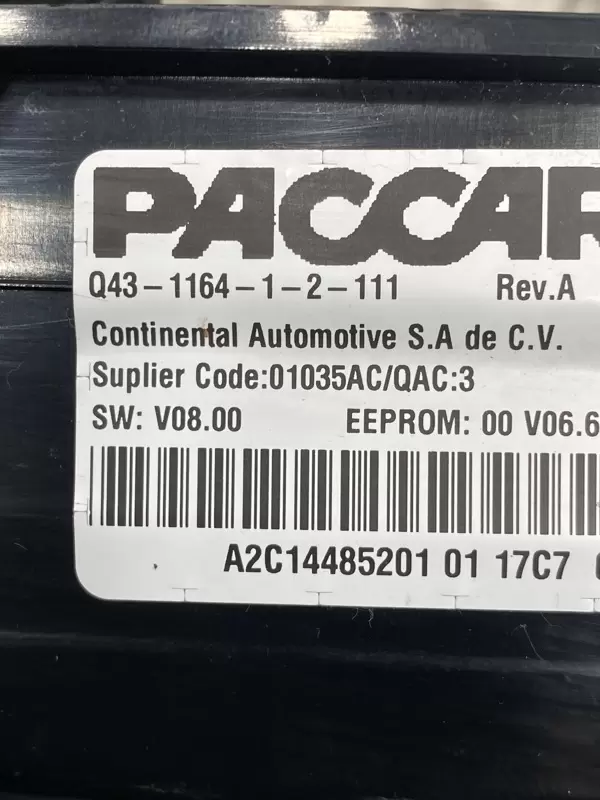 PACCAR
Q43-1164-1-2-111 Rev.A
Continental Automotive S.A de C.V.
Suplier Code:01035AC/QAC:3
SW: V08.00 EEPROM: 00 V06.6
A2C14485201 01 17C7